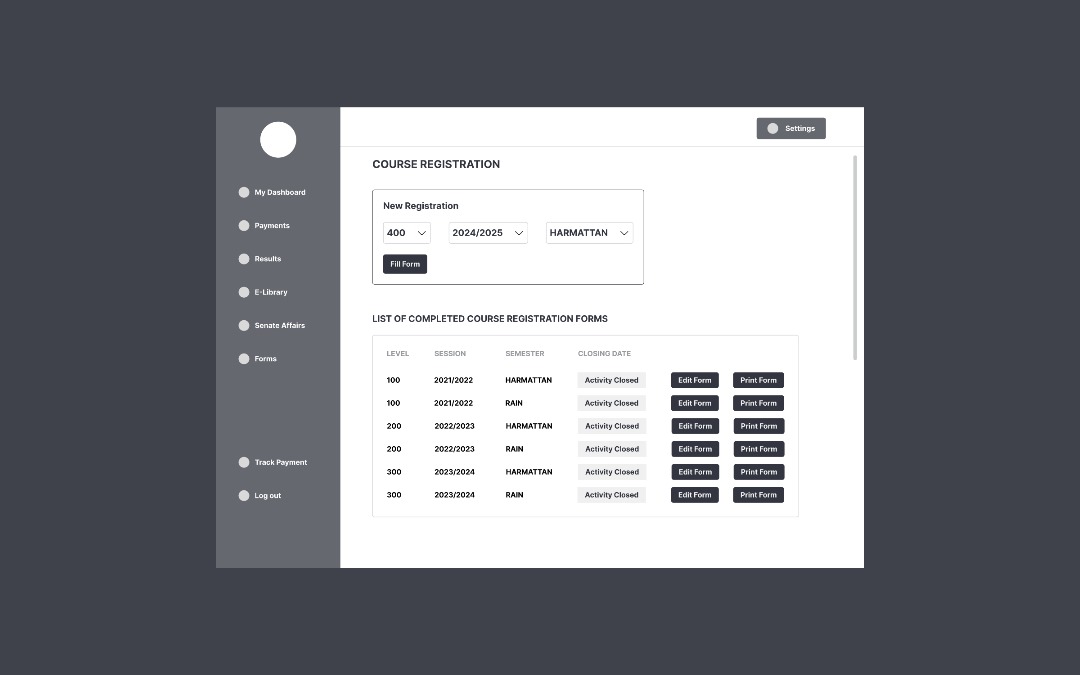 Settings
My Dashboard
Payments
Results
E-Library
Senate Affairs
Forms
Track Payment
Log out
COURSE REGISTRATION
New Registration
400 2024/2025 HARMATTAN
Fill Form
LIST OF COMPLETED COURSE REGISTRATION FORMS
LEVEL SESSION SEMESTER CLOSING DATE
100 2021/2022 HARMATTAN Activity Closed Edit Form Print Form
100 2021/2022 RAIN Activity Closed Edit Form Print Form
200 2022/2023 HARMATTAN Activity Closed Edit Form Print Form
200 2022/2023 RAIN Activity Closed Edit Form Print Form
300 2023/2024 HARMATTAN Activity Closed Edit Form Print Form
300 2023/2024 RAIN Activity Closed Edit Form Print Form